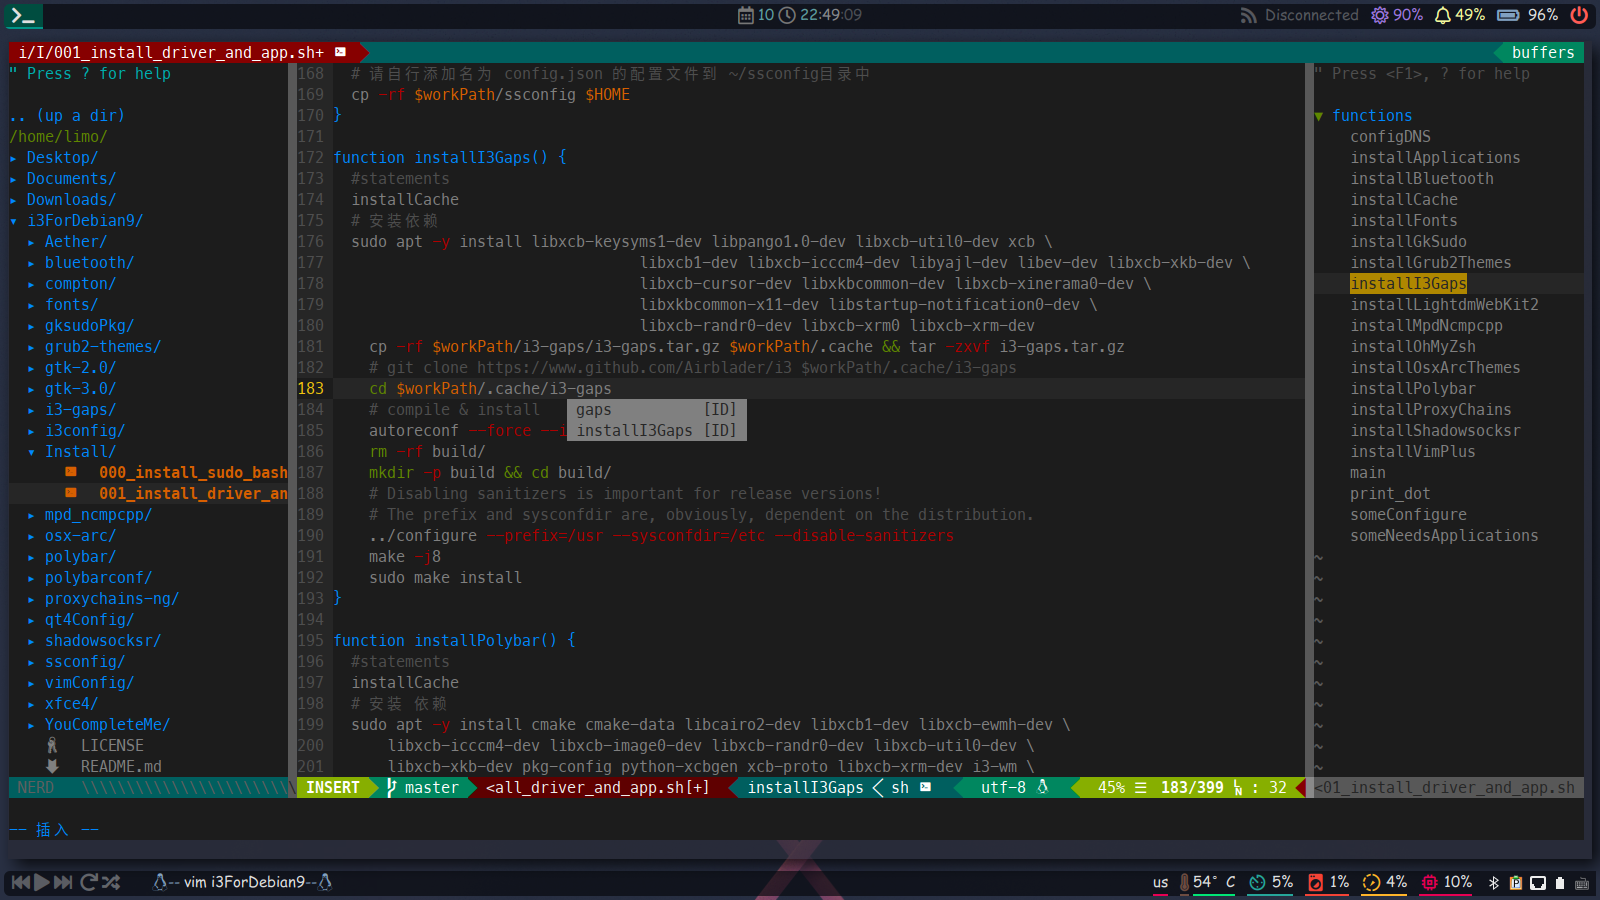 10 22:49:09 Disconnected 90% 49% 96%
i/I/001_install_driver_and_app.sh+ buffers
" Press ? for help
.. (up a dir)
/home/limo/
▸ Desktop/
▸ Documents/
▸ Downloads/
▾ i3ForDebian9/
▸ Aether/
▸ bluetooth/
▸ compton/
▸ fonts/
▸ gksudoPkg/
▸ grub2-themes/
▸ gtk-2.0/
▸ gtk-3.0/
▸ i3-gaps/
▸ i3config/
▾ Install/
000_install_sudo_bash
001_install_driver_an
▸ mpd_ncmpcpp/
▸ osx-arc/
▸ polybar/
▸ polybarconf/
▸ proxychains-ng/
▸ qt4Config/
▸ shadowsocksr/
▸ ssconfig/
▸ vimConfig/
▸ xfce4/
▸ YouCompleteMe/
LICENSE
README.md
168 # 请自行添加名为 config.json 的配置文件到 ~/ssconfig目录中
169 cp -rf $workPath/ssconfig $HOME
170 }
171
172 function installI3Gaps() {
173 #statements
174 installCache
175 # 安装依赖
176 sudo apt -y install libxcb-keysyms1-dev libpango1.0-dev libxcb-util0-dev xcb \
177 libxcb1-dev libxcb-icccm4-dev libyajl-dev libev-dev libxcb-xkb-dev \
178 libxcb-cursor-dev libxkbcommon-dev libxcb-xinerama0-dev \
179 libxkbcommon-x11-dev libstartup-notification0-dev \
180 libxcb-randr0-dev libxcb-xrm0 libxcb-xrm-dev
181 cp -rf $workPath/i3-gaps/i3-gaps.tar.gz $workPath/.cache && tar -zxvf i3-gaps.tar.gz
182 # git clone https://www.github.com/Airblader/i3 $workPath/.cache/i3-gaps
183 cd $workPath/.cache/i3-gaps
184 # compile & install
185 autoreconf --force --i
gaps [ID]
installI3Gaps [ID]
186 rm -rf build/
187 mkdir -p build && cd build/
188 # Disabling sanitizers is important for release versions!
189 # The prefix and sysconfdir are, obviously, dependent on the distribution.
190 ../configure --prefix=/usr --sysconfdir=/etc --disable-sanitizers
191 make -j8
192 sudo make install
193 }
194
195 function installPolybar() {
196 #statements
197 installCache
198 # 安装 依赖
199 sudo apt -y install cmake cmake-data libcairo2-dev libxcb1-dev libxcb-ewmh-dev \
200 libxcb-icccm4-dev libxcb-image0-dev libxcb-randr0-dev libxcb-util0-dev \
201 libxcb-xkb-dev pkg-config python-xcbgen xcb-proto libxcb-xrm-dev i3-wm \
" Press <F1>, ? for help
▼ functions
configDNS
installApplications
installBluetooth
installCache
installFonts
installGkSudo
installGrub2Themes
installI3Gaps
installLightdmWebKit2
installMpdNcmpcpp
installOhMyZsh
installOsxArcThemes
installPolybar
installProxyChains
installShadowsocksr
installVimPlus
main
print_dot
someConfigure
someNeedsApplications
~
~
~
~
~
~
~
~
~
~
~
NERD \\\\\\\\\\\\\\\\\\\\\\\\ INSERT master <all_driver_and_app.sh[+] installI3Gaps < sh utf-8 45% ☰ 183/399 LN : 32 <01_install_driver_and_app.sh
-- 插入 --
-- vim i3ForDebian9-- us 54° C 5% 1% 4% 10%